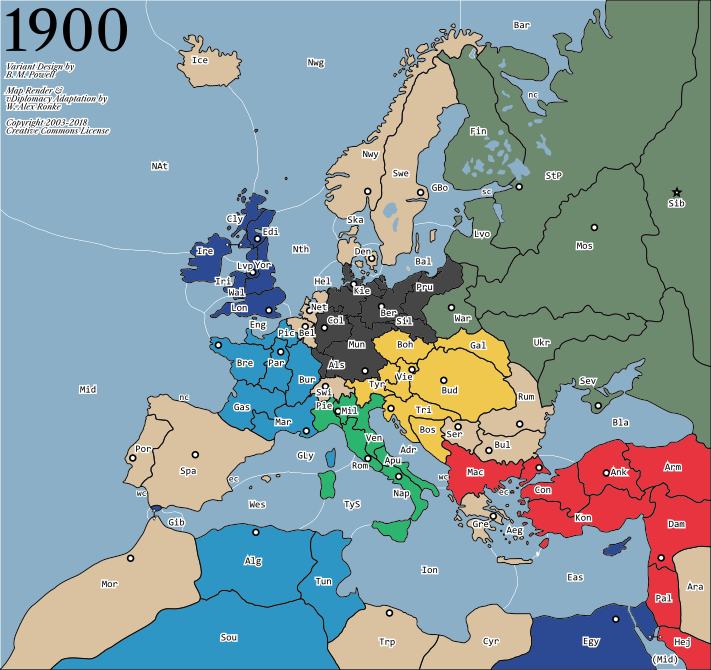 1900
Variant Design by
B. M. Powell
Map Render &
vDiplomacy Adaptation by
W. Alex Ronke
Copyright 2003-2018
Creative Commons License
Bar
Ice
Nwg
nc
Fin
NAt
Nwy
Swe
StP
GBo
sc
Sib
Cly
Edi
Ska
Lvo
Mos
Ire
Nth
Den
Bal
Lvp
Yor
Iri
Wal
Hel
Kie
Pru
Lon
Net
Ber
Sil
War
Eng
Pic
Bel
Col
Ukr
Mun
Boh
Gal
Bre
Par
Als
Vie
Bur
Tyr
Bud
Sev
Mid
nc
Swi
Rum
Gas
Pie
Mil
Tri
Mar
Bos
Ser
Bla
Ven
Bul
Por
GLy
Adr
Spa
Rom
Apu
Mac
Ank
Arm
ec
wc
Con
wc
Nap
ec
Wes
TyS
Kon
Gib
Gre
Aeg
Dam
Alg
Ion
Eas
Mor
Tun
Ara
Pal
Sou
Trp
Cyr
Egy
Hej
(Mid)